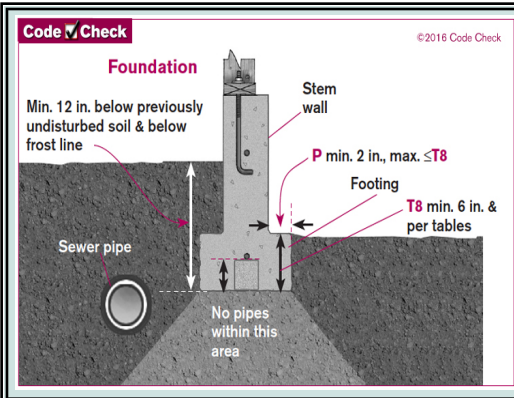 Code Check
©2016 Code Check
Foundation
Min. 12 in. below previously
undisturbed soil & below
frost line
Stem
wall
P min. 2 in., max. ≤T8
Footing
T8 min. 6 in. &
per tables
Sewer pipe
No pipes
within this
area